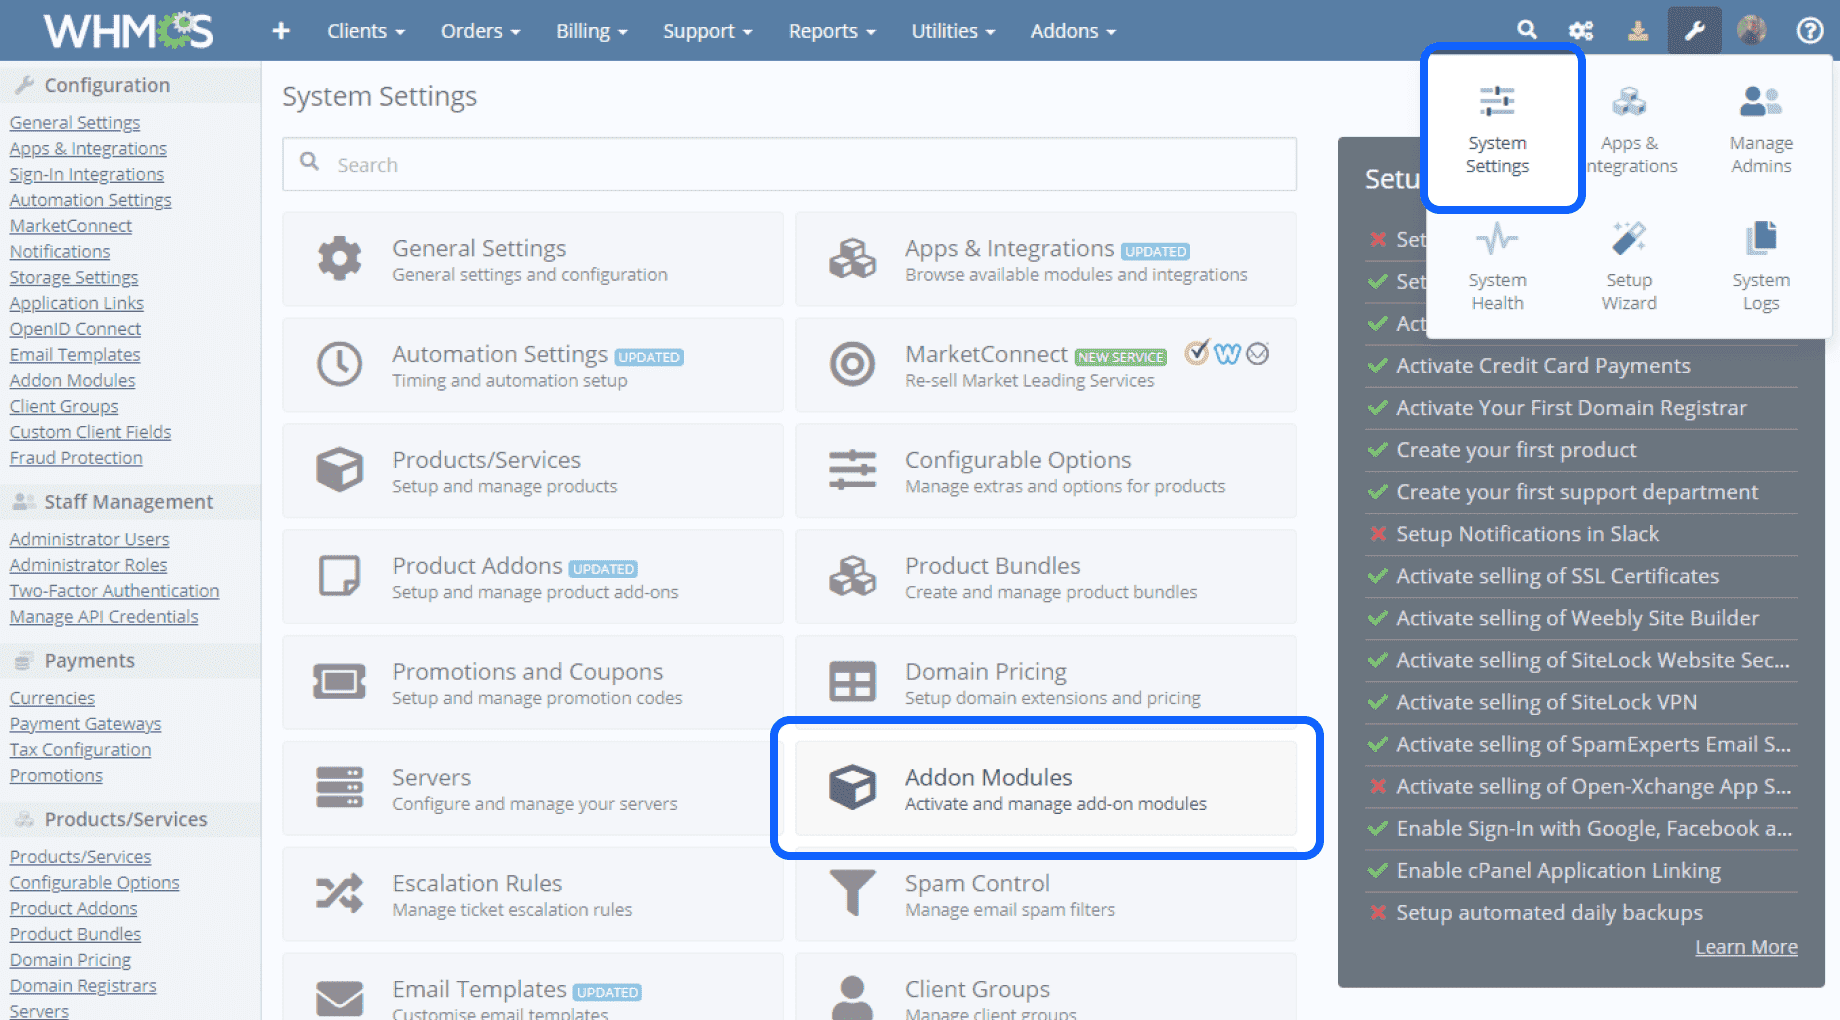 WHMCS
Clients
Orders
Billing
Support
Reports
Utilities
Addons
Configuration
General Settings
Apps & Integrations
Sign-In Integrations
Automation Settings
MarketConnect
Notifications
Storage Settings
Application Links
OpenID Connect
Email Templates
Addon Modules
Client Groups
Custom Client Fields
Fraud Protection
Staff Management
Administrator Users
Administrator Roles
Two-Factor Authentication
Manage API Credentials
Payments
Currencies
Payment Gateways
Tax Configuration
Promotions
Products/Services
Products/Services
Configurable Options
Product Addons
Product Bundles
Domain Pricing
Domain Registrars
Servers
System Settings
Search
General Settings
General settings and configuration
Apps & Integrations UPDATED
Browse available modules and integrations
Automation Settings UPDATED
Timing and automation setup
MarketConnect NEW SERVICE
Re-sell Market Leading Services
Products/Services
Setup and manage products
Configurable Options
Manage extras and options for products
Product Addons UPDATED
Setup and manage product add-ons
Product Bundles
Create and manage product bundles
Promotions and Coupons
Setup and manage promotion codes
Domain Pricing
Setup domain extensions and pricing
Servers
Configure and manage your servers
Addon Modules
Activate and manage add-on modules
Escalation Rules
Manage ticket escalation rules
Spam Control
Manage email spam filters
Email Templates UPDATED
Customise email templates
Client Groups
Manage client groups
System
Settings
Apps &
ntegrations
Manage
Admins
System
Health
Setup
Wizard
System
Logs
Setu
Set
Set
Act
Activate Credit Card Payments
Activate Your First Domain Registrar
Create your first product
Create your first support department
Setup Notifications in Slack
Activate selling of SSL Certificates
Activate selling of Weebly Site Builder
Activate selling of SiteLock Website Sec...
Activate selling of SiteLock VPN
Activate selling of SpamExperts Email S...
Activate selling of Open-Xchange App S...
Enable Sign-In with Google, Facebook a...
Enable cPanel Application Linking
Setup automated daily backups
Learn More